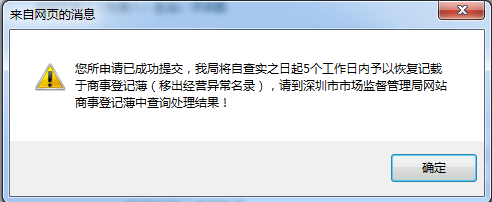 来自网页的消息
您所申请已成功提交，我局将自查实之日起5个工作日内予以恢复记载
于商事登记薄（移出经营异常名录），请到深圳市市场监督管理局网站
商事登记薄中查询处理结果！
确定